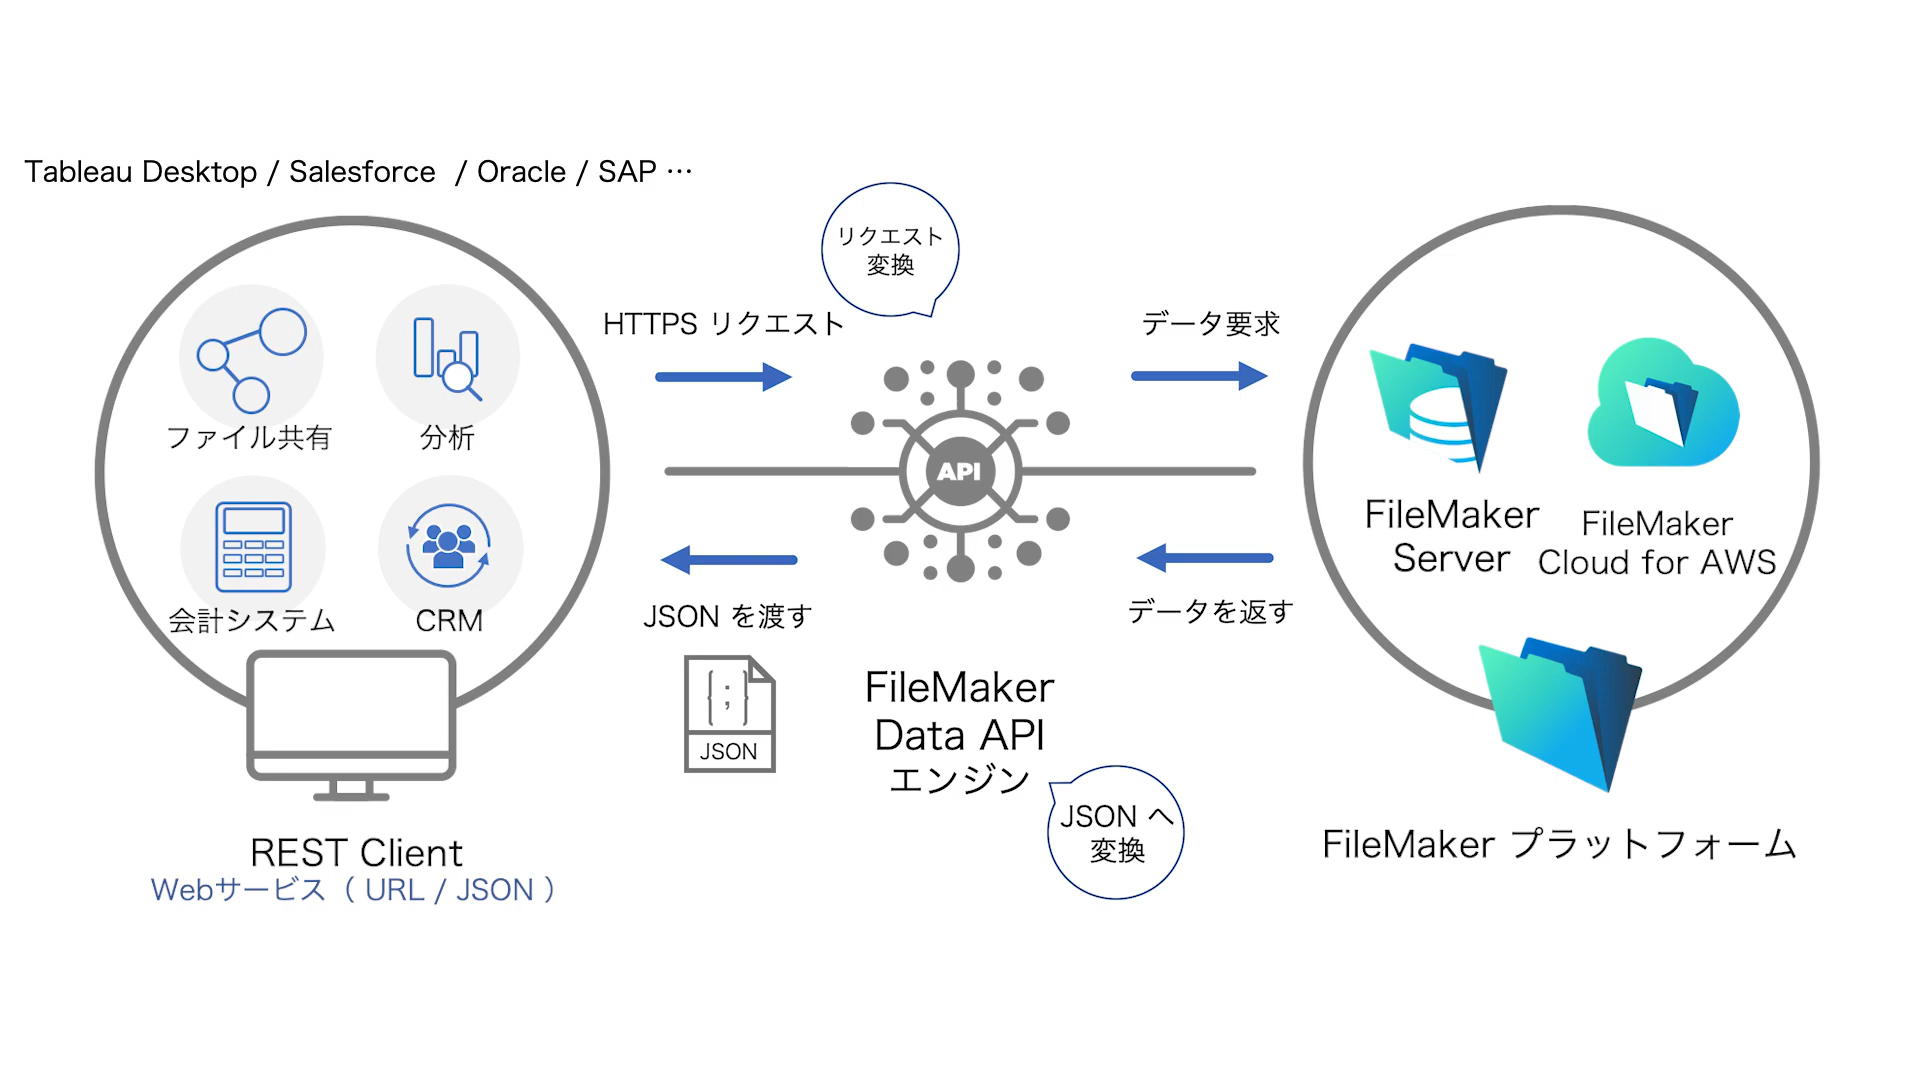 Tableau Desktop / Salesforce / Oracle / SAP …
ファイル共有
分析
会計システム
CRM
REST Client
Webサービス（ URL / JSON ）
HTTPS リクエスト
リクエスト
変換
データ要求
API
JSON を渡す
{ ; }
JSON
データを返す
FileMaker
Data API
エンジン
JSON へ
変換
FileMaker
Server
FileMaker
Cloud for AWS
FileMaker プラットフォーム